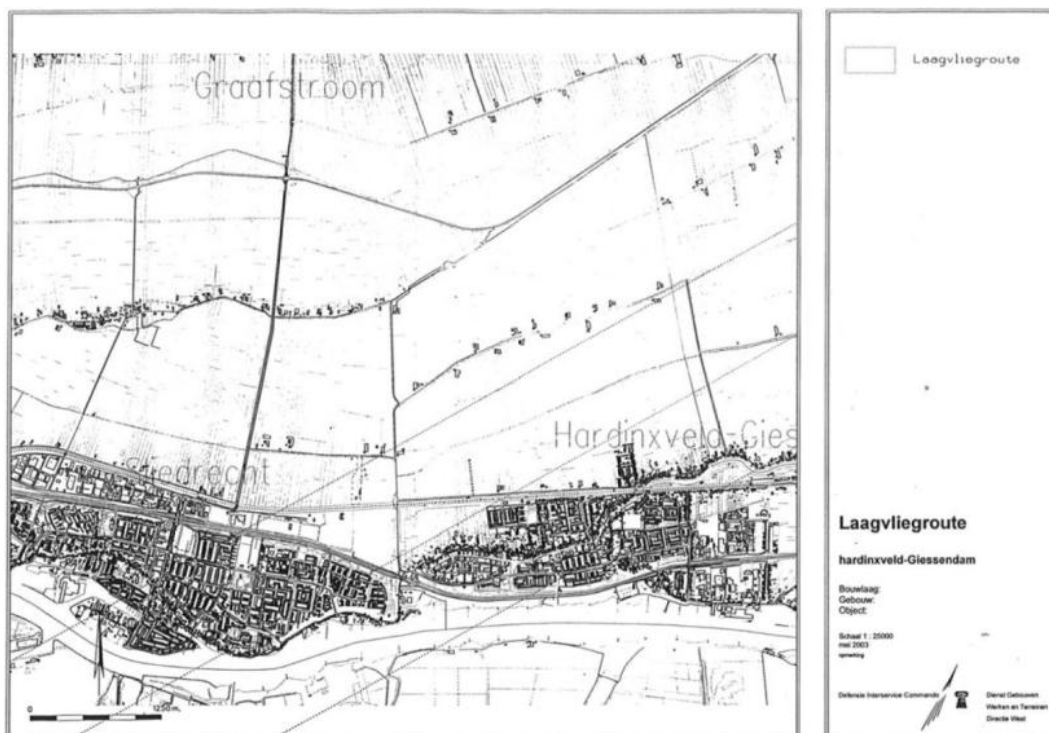 Graafstroom
Hardinxveld-Gies
Sliedrecht
0 1250 m.
Laagvliegroute
Laagvliegroute
hardinxveld-Giessendam
Bouwlaag:
Gebouw:
Object:
Schaal 1 : 25000
mei 2003
opmerking
Defensie Interservice Commando
Dienst Gebouwen
Werken en Terreinen
Directie West